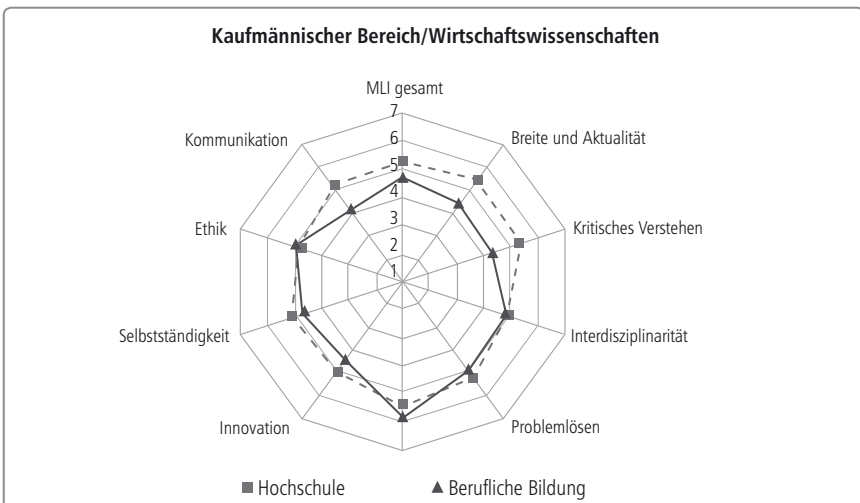 Kaufmännischer Bereich/Wirtschaftswissenschaften
MLI gesamt
7
6
5
4
3
2
1
Kommunikation
Breite und Aktualität
Ethik
Kritisches Verstehen
Selbstständigkeit
Interdisziplinarität
Innovation
Problemlösen
Hochschule
Berufliche Bildung